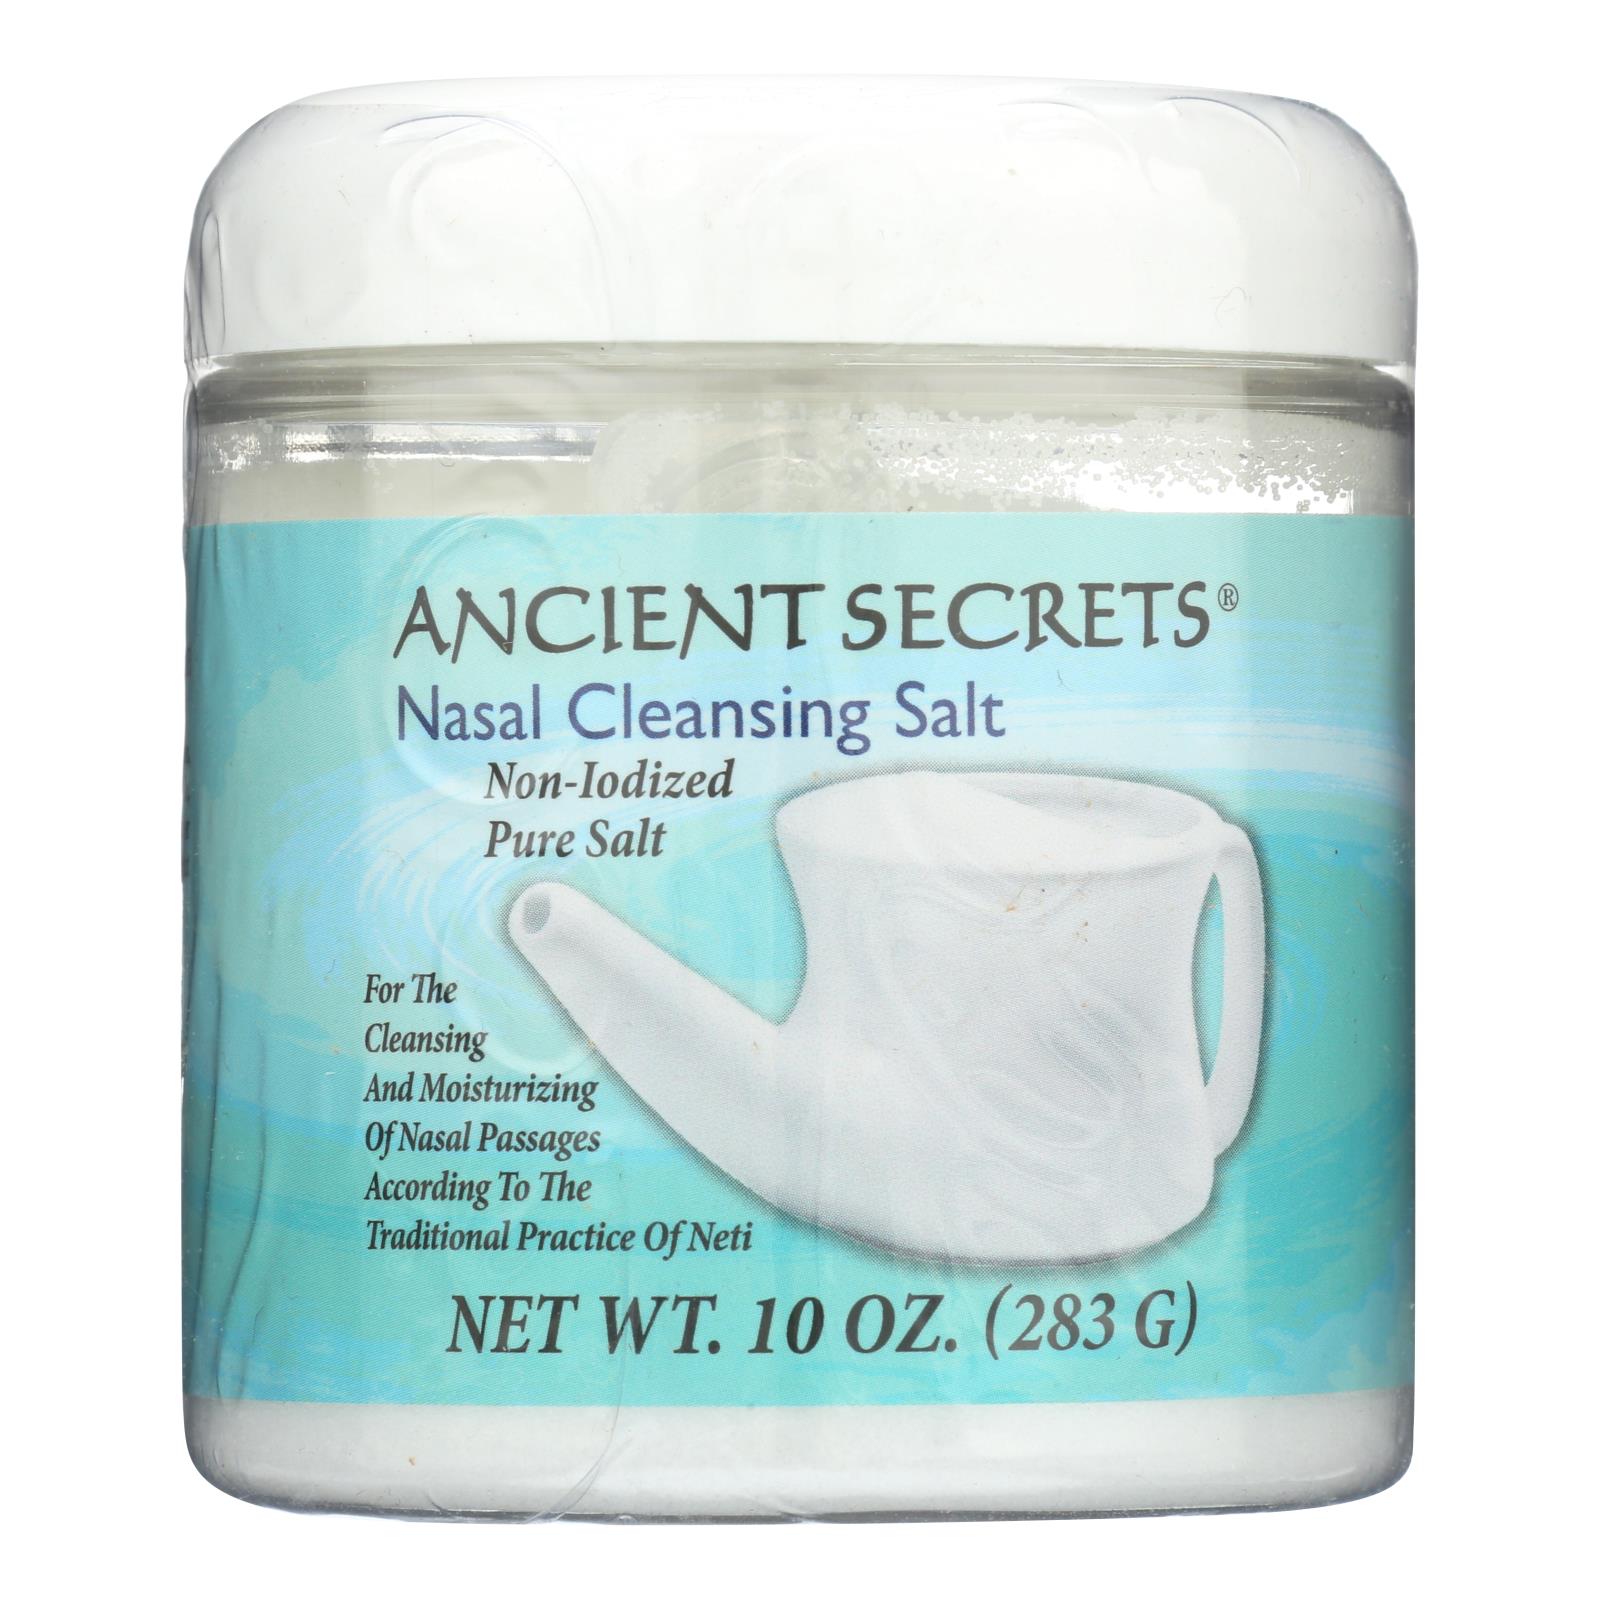 ANCIENT SECRETS®
Nasal Cleansing Salt
Non-Iodized
Pure Salt
For The
Cleansing
And Moisturizing
Of Nasal Passages
According To The
Traditional Practice Of Neti
NET WT. 10 OZ. (283 G)